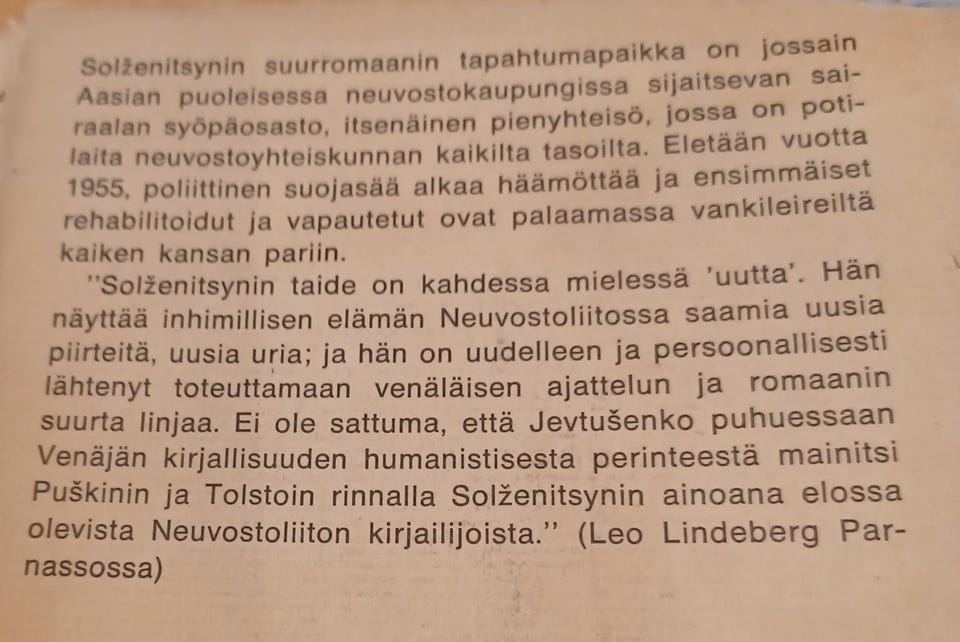 Solženitsynin suurromaanin tapahtumapaikka on jossain
Aasian puoleisessa neuvostokaupungissa sijaitsevan sai-
raalan syöpäosasto, itsenäinen pienyhteisö, jossa on poti-
laita neuvostoyhteiskunnan kaikilta tasoilta. Eletään vuotta
1955, poliittinen suojasää alkaa häämöttää ja ensimmäiset
rehabilitoidut ja vapautetut ovat palaamassa vankileireiltä
kaiken kansan pariin.
"Solženitsynin taide on kahdessa mielessä 'uutta'. Hän
näyttää inhimillisen elämän Neuvostoliitossa saamia uusia
piirteitä, uusia uria; ja hän on uudelleen ja persoonallisesti
lähtenyt toteuttamaan venäläisen ajattelun ja romaanin
suurta linjaa. Ei ole sattuma, että Jevtušenko puhuessaan
Venäjän kirjallisuuden humanistisesta perinteestä mainitsi
Puškinin ja Tolstoin rinnalla Solženitsynin ainoana elossa
olevista Neuvostoliiton kirjailijoista." (Leo Lindeberg Par-
nassossa)